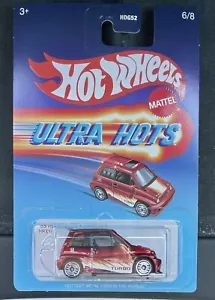 3+
HDG52
6/8
Hot Wheels
MATTEL
ULTRA HOTS
TURBO